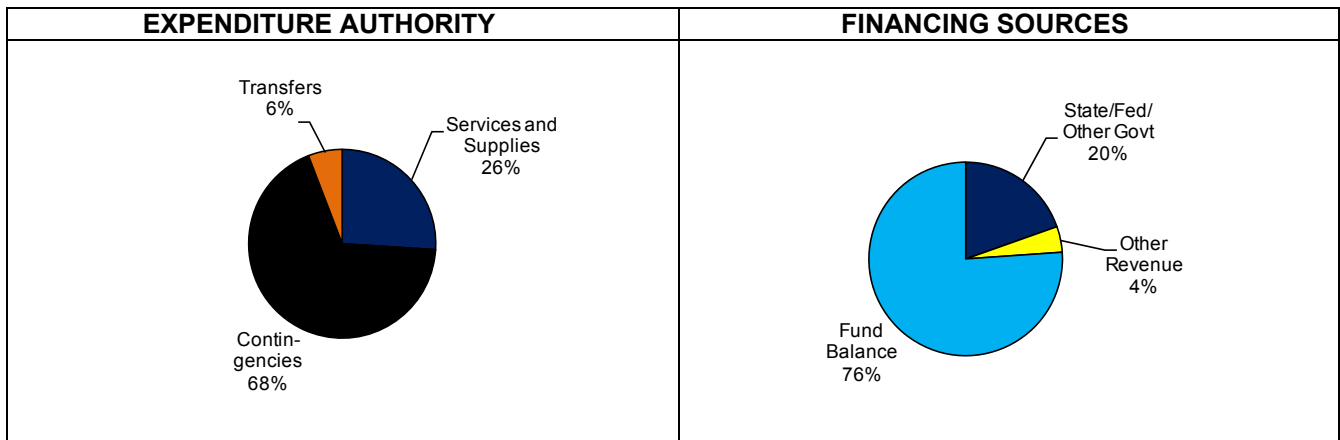 EXPENDITURE AUTHORITY
Transfers
6%
Services and
Supplies
26%
Contin-
gencies
68%
FINANCING SOURCES
State/Fed/
Other Govt
20%
Other
Revenue
4%
Fund
Balance
76%